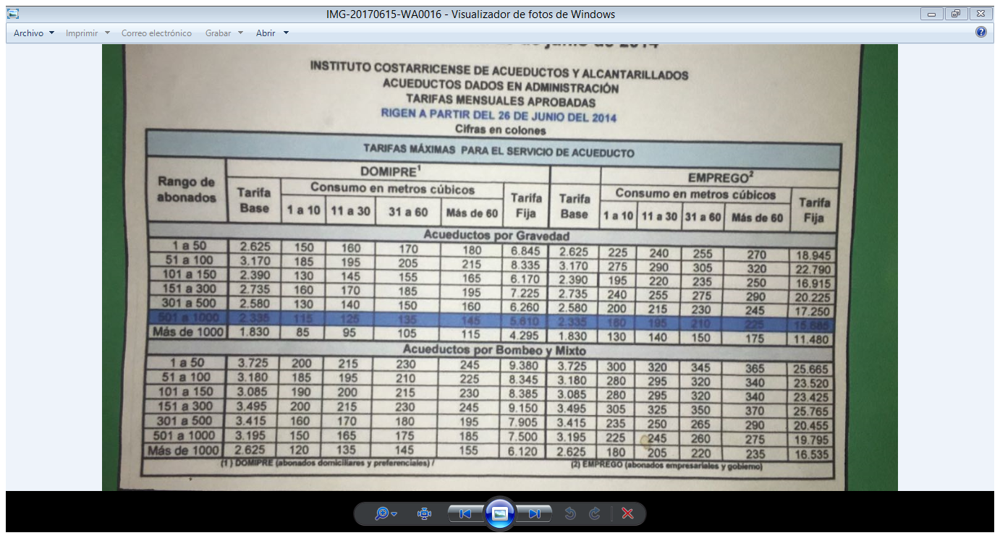 IMG-20170615-WA0016 - Visualizador de fotos de Windows
Archivo Imprimir Correo electrónico Grabar Abrir
de junio de 2014
INSTITUTO COSTARRICENSE DE ACUEDUCTOS Y ALCANTARILLADOS
ACUEDUCTOS DADOS EN ADMINISTRACIÓN
TARIFAS MENSUALES APROBADAS
RIGEN A PARTIR DEL 26 DE JUNIO DEL 2014
Cifras en colones
TARIFAS MÁXIMAS PARA EL SERVICIO DE ACUEDUCTO
Rango de abonados DOMIPRE¹ EMPREGO²
Tarifa Base Consumo en metros cúbicos Tarifa Fija Tarifa Base Consumo en metros cúbicos Tarifa Fija
1 a 10 11 a 30 31 a 60 Más de 60 1 a 10 11 a 30 31 a 60 Más de 60
Acueductos por Gravedad
1 a 50 2.625 150 160 170 180 6.845 2.625 225 240 255 270 18.945
51 a 100 3.170 185 195 205 215 8.335 3.170 275 290 305 320 22.790
101 a 150 2.390 130 145 155 165 6.170 2.390 195 220 235 250 16.915
151 a 300 2.735 160 170 185 195 7.225 2.735 240 255 275 290 20.225
301 a 500 2.580 130 140 150 160 6.260 2.580 200 215 230 245 17.250
501 a 1000 2.335 115 125 135 145 5.610 2.335 180 195 210 225
Más de 1000 1.830 85 95 105 115 4.295 1.830 130 140 150 175 11.480
Acueductos por Bombeo y Mixto
1 a 50 3.725 200 215 230 245 9.380 3.725 300 320 345 365 25.665
51 a 100 3.180 185 195 210 225 8.345 3.180 280 295 320 340 23.520
101 a 150 3.085 190 200 215 230 8.385 3.085 280 295 320 340 23.425
151 a 300 3.495 200 215 230 245 9.150 3.495 305 325 350 370 25.765
301 a 500 3.415 160 170 180 195 7.905 3.415 235 250 265 290 20.455
501 a 1000 3.195 150 165 175 185 7.500 3.195 225 245 260 275 19.795
Más de 1000 2.625 120 135 145 155 6.120 2.625 180 205 220 235 16.535
(1 ) DOMIPRE (abonados domiciliares y preferenciales) / (2) EMPREGO (abonados empresariales y gobierno)